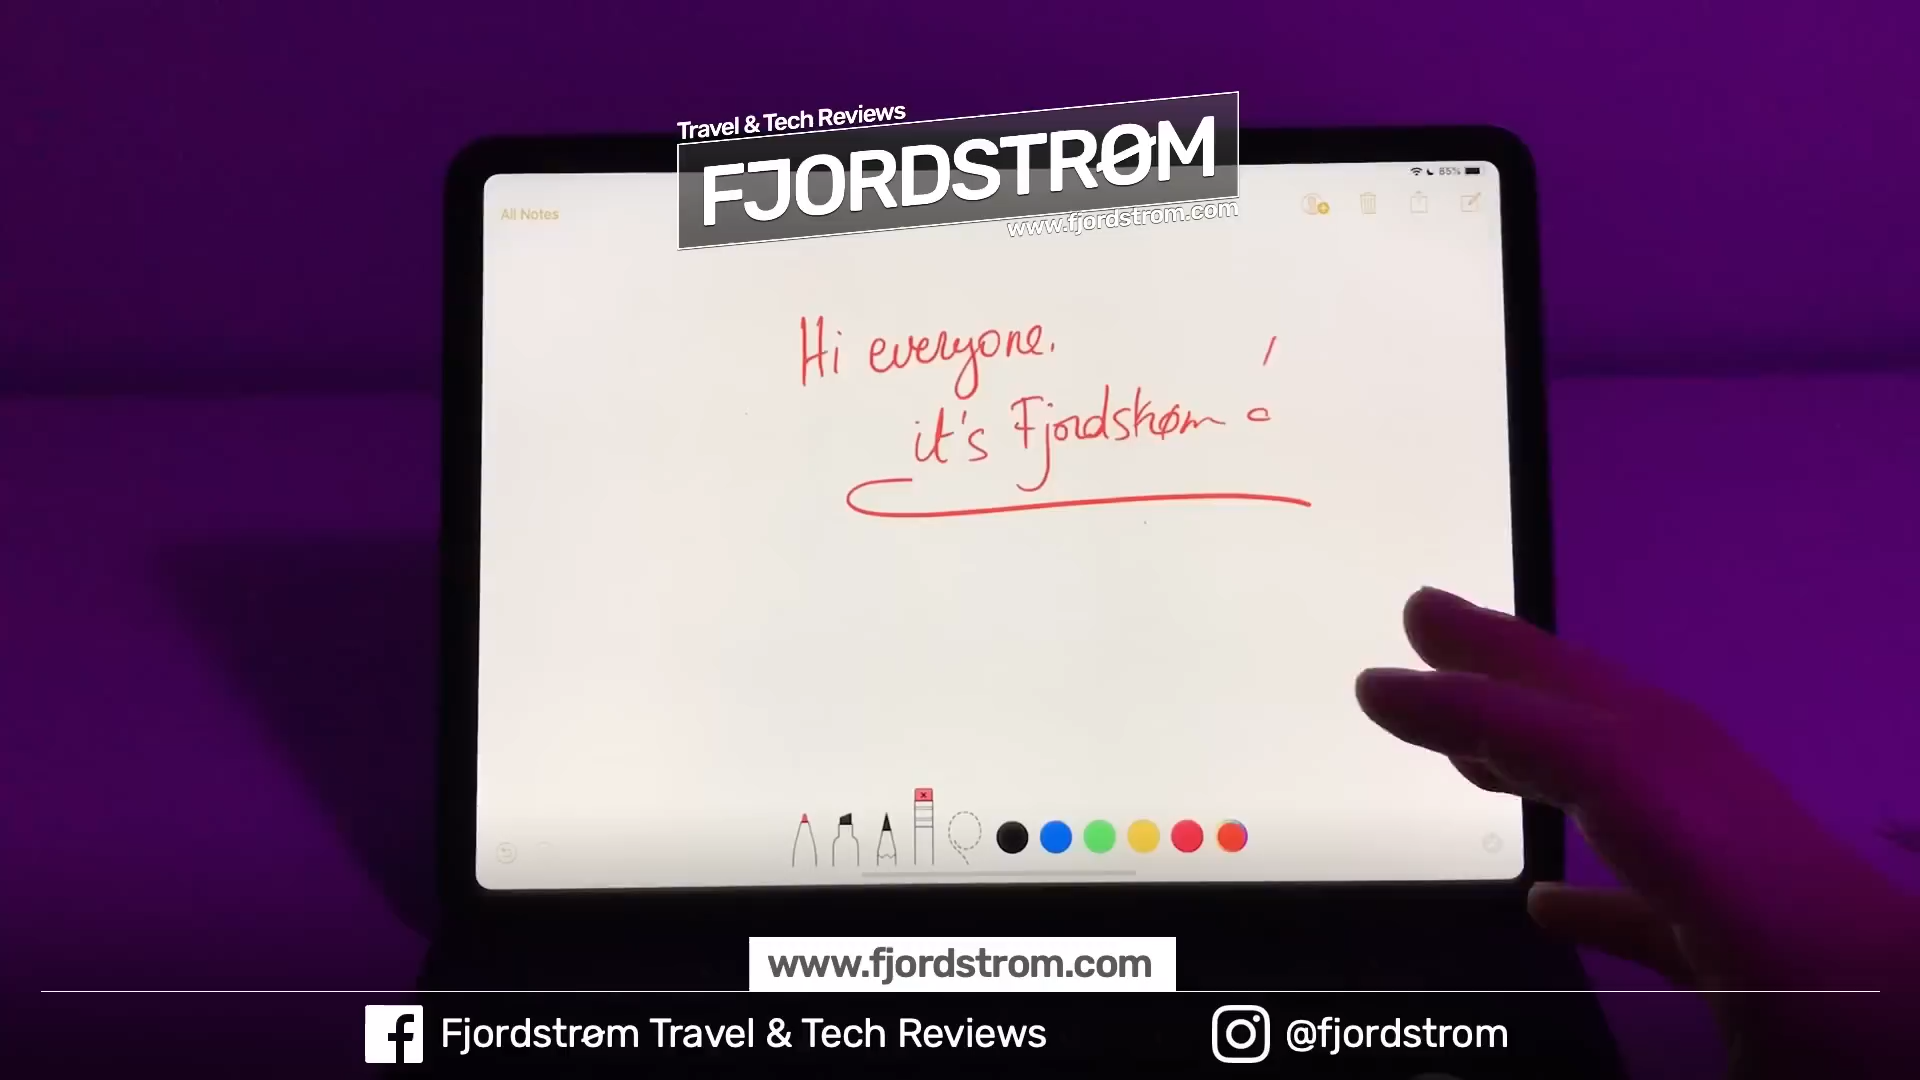 Travel & Tech Reviews
FJORDSTRØM
www.fjordstrom.com
85%
All Notes
Hi everyone.
it's Fjordstrøm !
www.fjordstrom.com
Fjordstrøm Travel & Tech Reviews
@fjordstrom